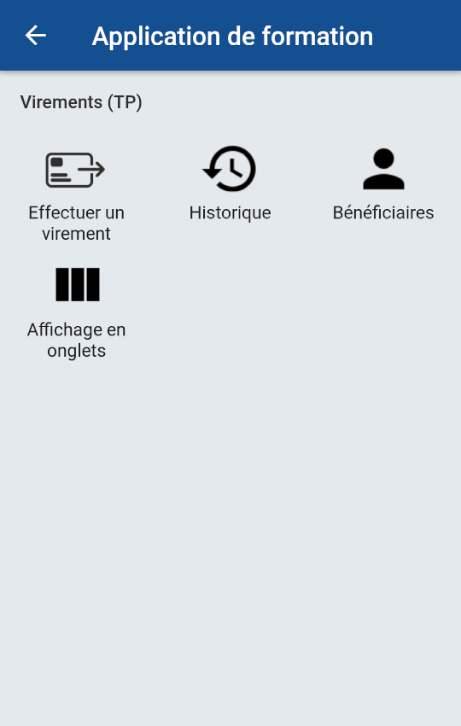 Application de formation
Virements (TP)
Effectuer un
virement
Historique
Bénéficiaires
Affichage en
onglets